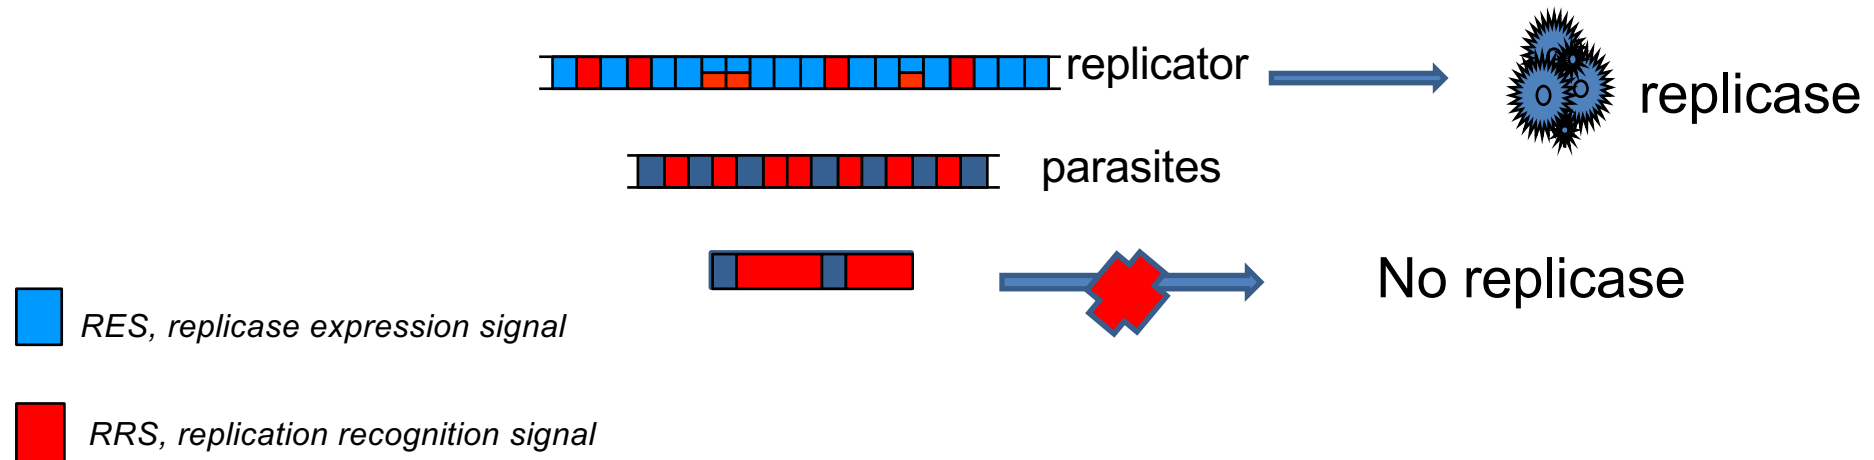 replicator
replicase
parasites
No replicase
RES, replicase expression signal
RRS, replication recognition signal